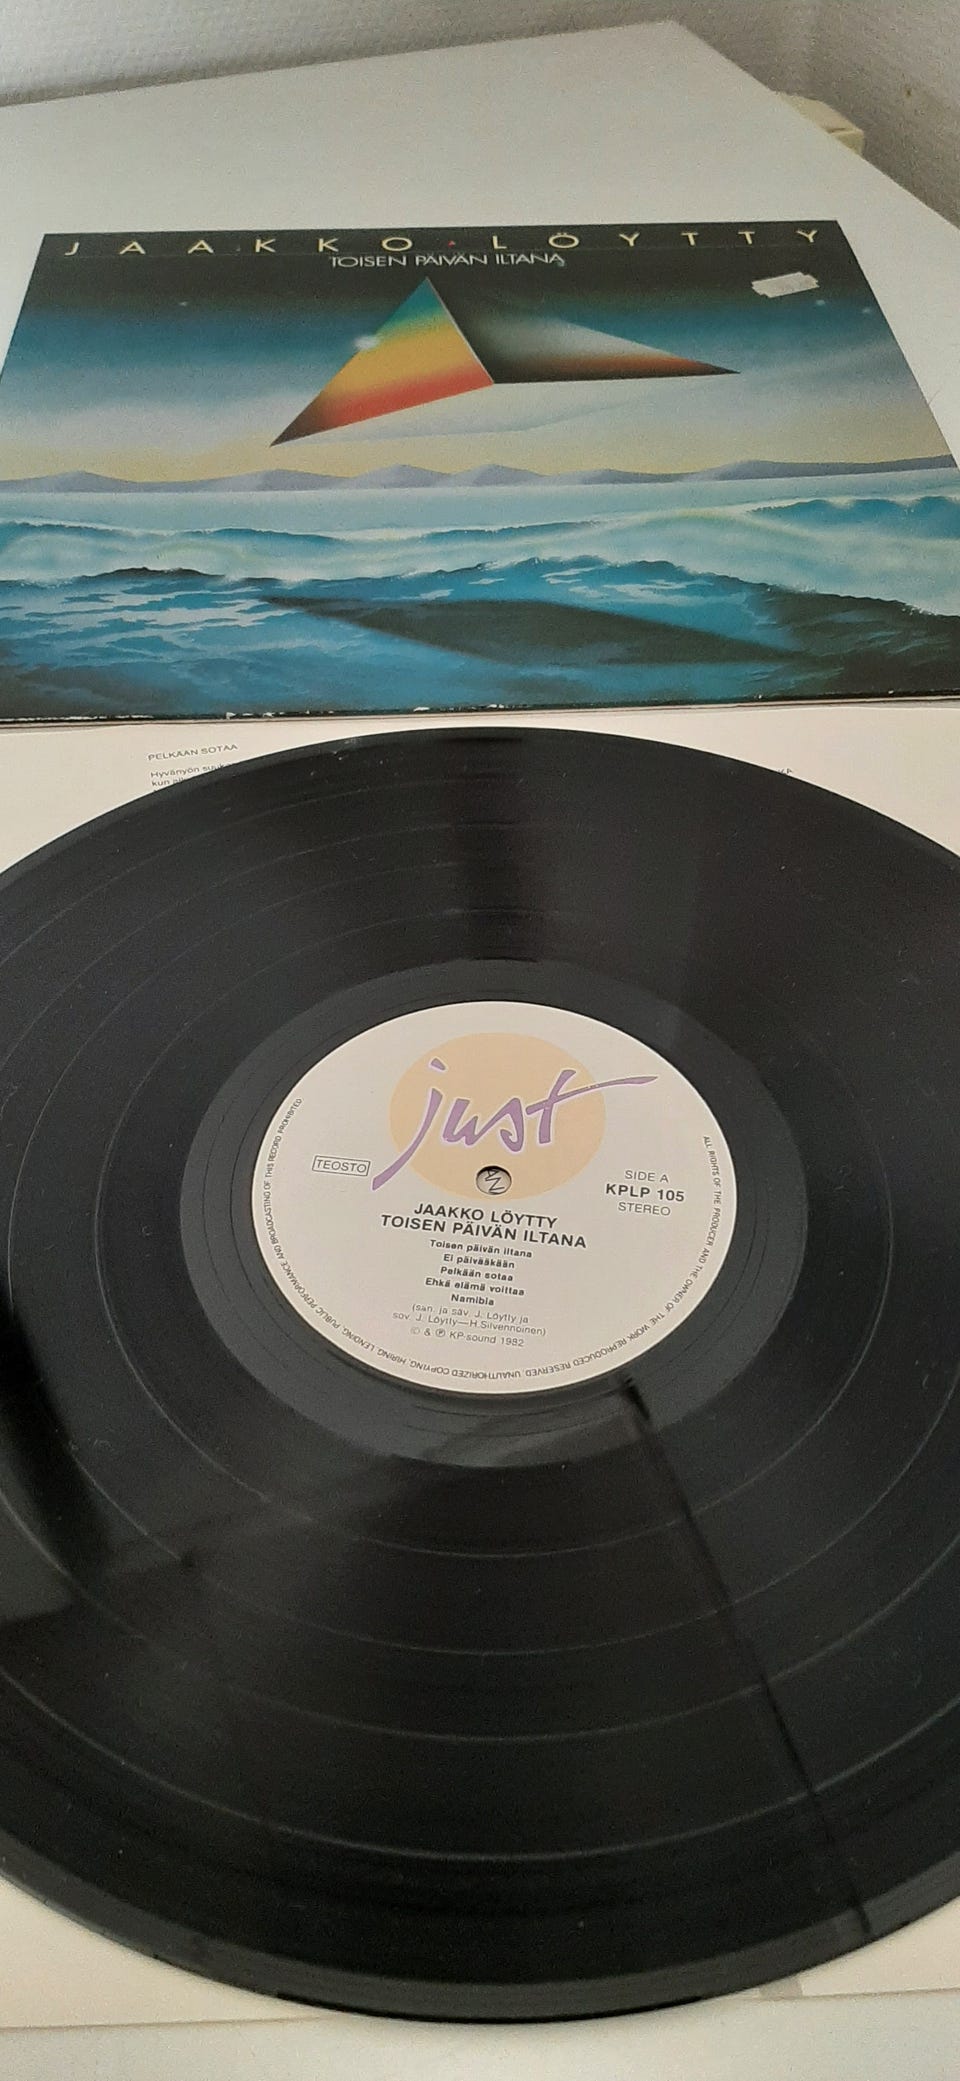 JAAKKO LÖYTTY
TOISEN PÄIVÄN ILTANA
PELKÄÄN SOTAA
Hyvänyön
kun
just
TEOSTO
SIDE A
KPLP 105
STEREO
JAAKKO LÖYTTY
TOISEN PÄIVÄN ILTANA
Toisen päivän iltana
Ei päivääkään
Pelkään sotaa
Ehkä elämä voittaa
Namibia
(san. ja säv. J. Löytty ja
sov. J. Löytty—H.Silvennoinen)
© & ℗ KP-sound 1982
ALL RIGHTS OF THE PRODUCER AND THE OWNER OF THE WORK REPRODUCED RESERVED. UNAUTHORIZED COPYING, HIRING, LENDING, PUBLIC PERFORMANCE AND BROADCASTING OF THIS RECORD PROHIBITED